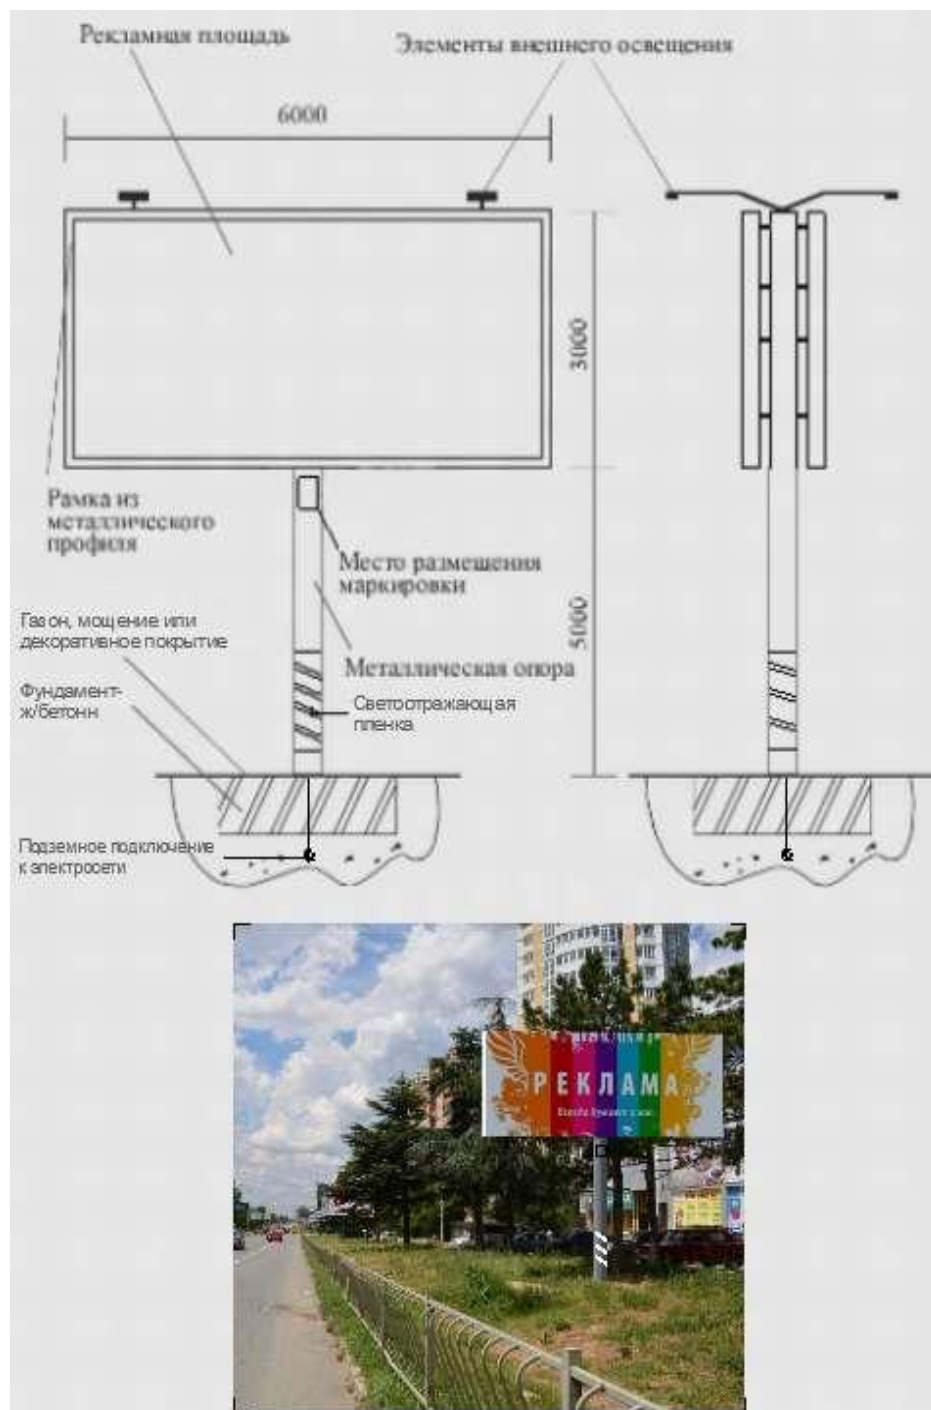 Рекламная площадь
Элементы внешнего освещения
6000
3000
Рамка из
металлического
профиля
Место размещения
маркировки
5000
Газон, мощение или
декоративное покрытие
Металлическая опора
Фундамент-
ж/бетонн
Светоотражающая
пленка
Подземное подключение
к электросети
РЕКЛАМА